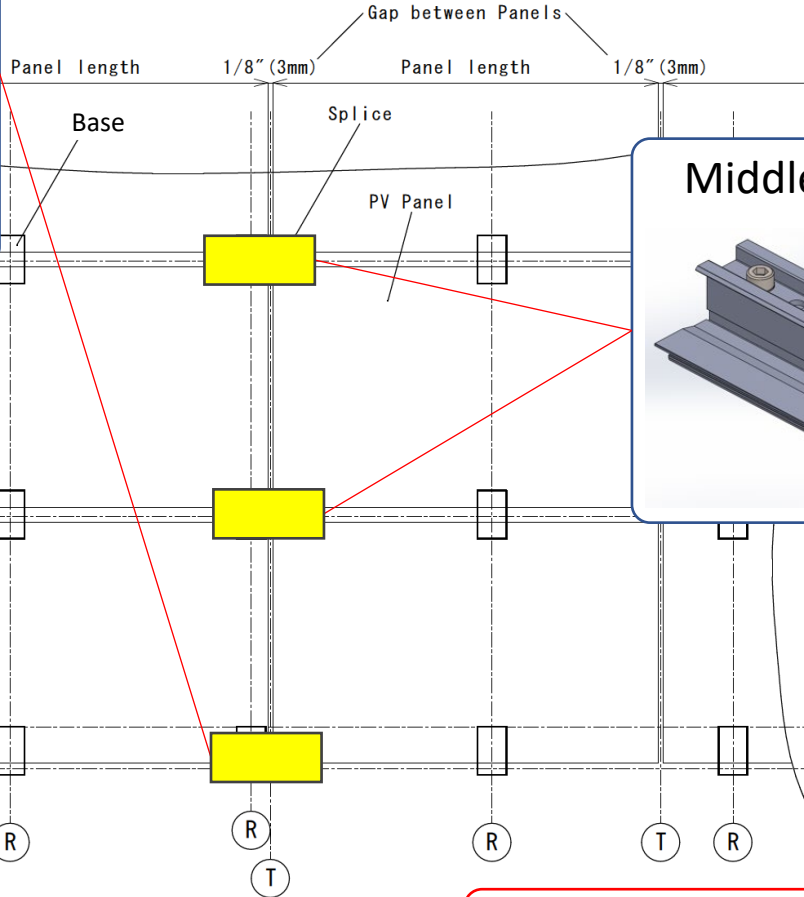 Gap between Panels
Panel length
1/8"(3mm)
Panel length
1/8"(3mm)
Base
Splice
PV Panel
Middle
R
R
T
R
T
R